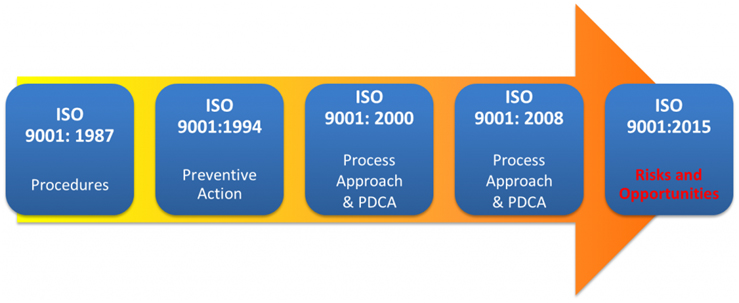 ISO
9001: 1987
Procedures
ISO
9001:1994
Preventive
Action
ISO
9001: 2000
Process
Approach
& PDCA
ISO
9001: 2008
Process
Approach
& PDCA
ISO
9001:2015
Risks and
Opportunities